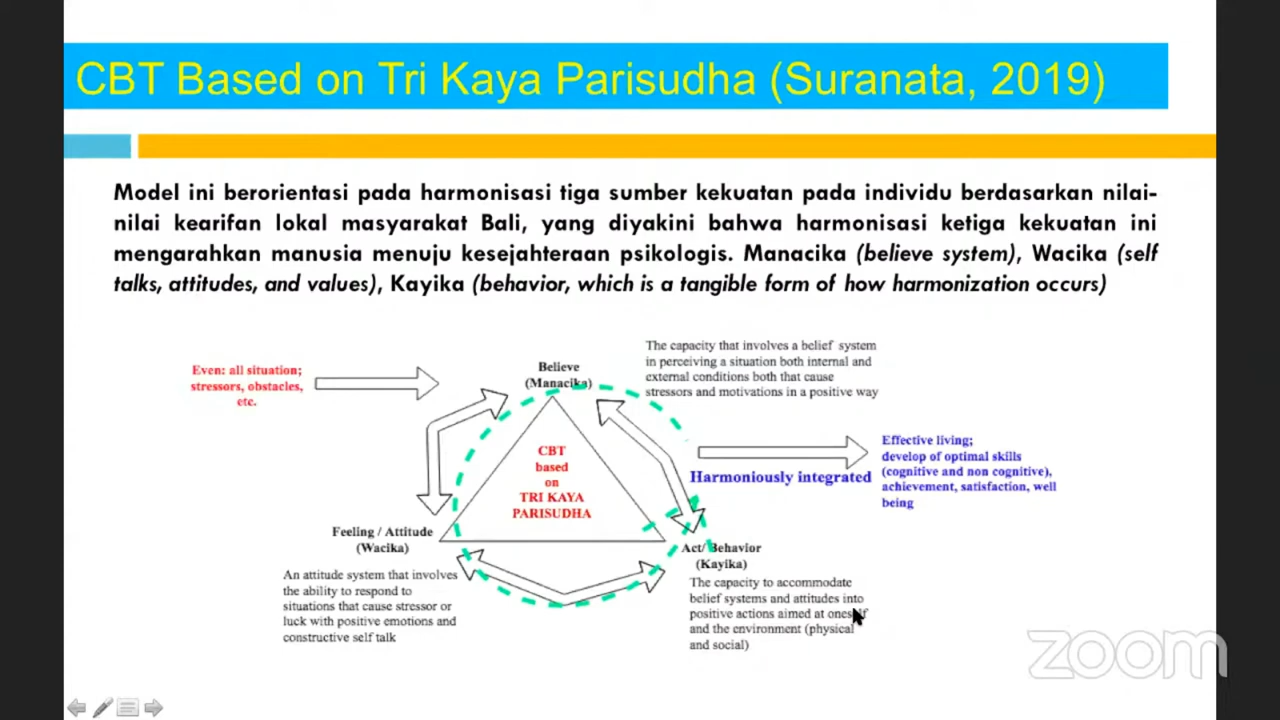 CBT Based on Tri Kaya Parisudha (Suranata, 2019)
Model ini berorientasi pada harmonisasi tiga sumber kekuatan pada individu berdasarkan nilai-
nilai kearifan lokal masyarakat Bali, yang diyakini bahwa harmonisasi ketiga kekuatan ini
mengarahkan manusia menuju kesejahteraan psikologis. Manacika (believe system), Wacika (self
talks, attitudes, and values), Kayika (behavior, which is a tangible form of how harmonization occurs)
Even: all situation;
stressors, obstacles,
etc.
Believe
(Manacika)
The capacity that involves a belief system
in perceiving a situation both internal and
external conditions both that cause
stressors and motivations in a positive way
CBT
based
on
TRI KAYA
PARISUDHA
Harmoniously integrated
Effective living;
develop of optimal skills
(cognitive and non cognitive),
achievement, satisfaction, well
being
Feeling / Attitude
(Wacika)
An attitude system that involves
the ability to respond to
situations that cause stressor or
luck with positive emotions and
constructive self talk
Act/ Behavior
(Kayika)
The capacity to accommodate
belief systems and attitudes into
positive actions aimed at oneself
and the environment (physical
and social)
zoom